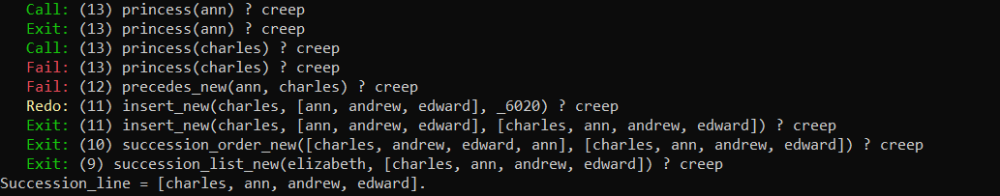 Call: (13) princess(ann) ? creep
Exit: (13) princess(ann) ? creep
Call: (13) princess(charles) ? creep
Fail: (13) princess(charles) ? creep
Fail: (12) precedes_new(ann, charles) ? creep
Redo: (11) insert_new(charles, [ann, andrew, edward], _6020) ? creep
Exit: (11) insert_new(charles, [ann, andrew, edward], [charles, ann, andrew, edward]) ? creep
Exit: (10) succession_order_new([charles, andrew, edward, ann], [charles, ann, andrew, edward]) ? creep
Exit: (9) succession_list_new(elizabeth, [charles, ann, andrew, edward]) ? creep
Succession_line = [charles, ann, andrew, edward].